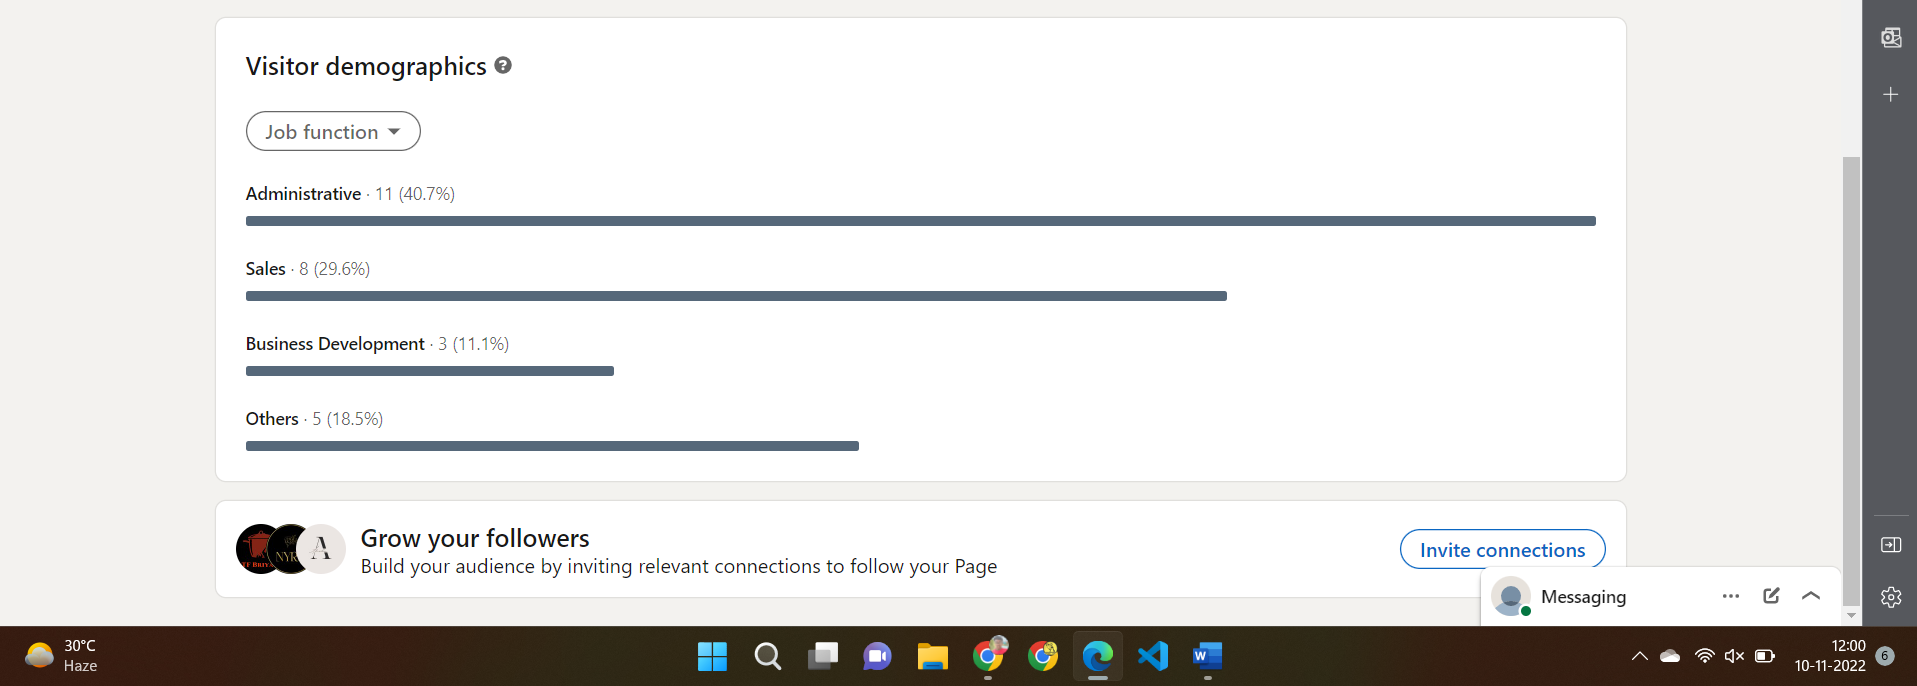 Visitor demographics ?
Job function
Administrative · 11 (40.7%)
Sales · 8 (29.6%)
Business Development · 3 (11.1%)
Others · 5 (18.5%)
Grow your followers
Build your audience by inviting relevant connections to follow your Page
Invite connections
NYR
A
Messaging
30°C
Haze
W
12:00
10-11-2022
6